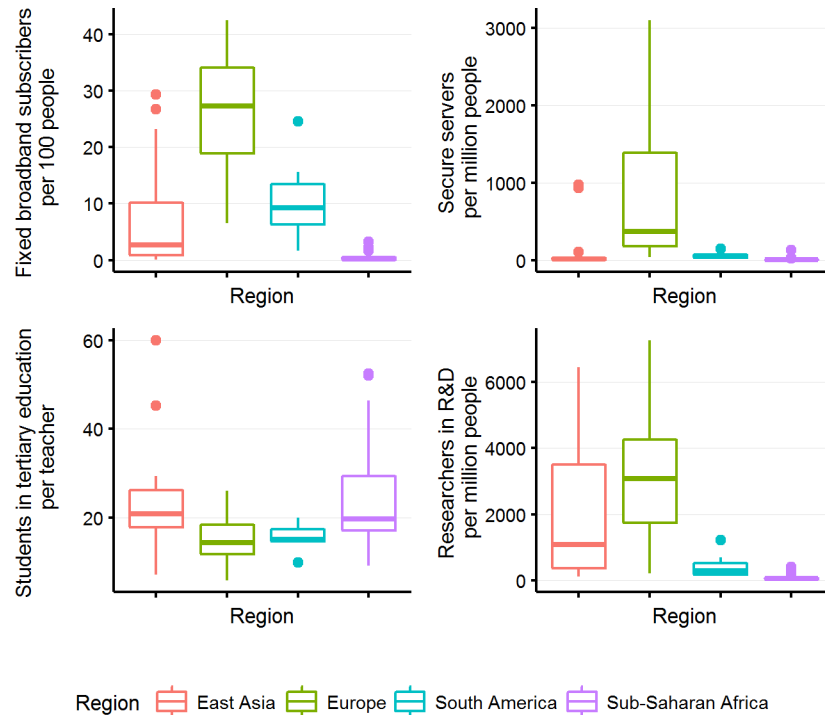 Fixed broadband subscribers
per 100 people
40
30
20
10
0
Region
Secure servers
per million people
3000
2000
1000
0
Region
Students in tertiary education
per teacher
60
40
20
Region
Researchers in R&D
per million people
6000
4000
2000
0
Region
Region East Asia Europe South America Sub-Saharan Africa